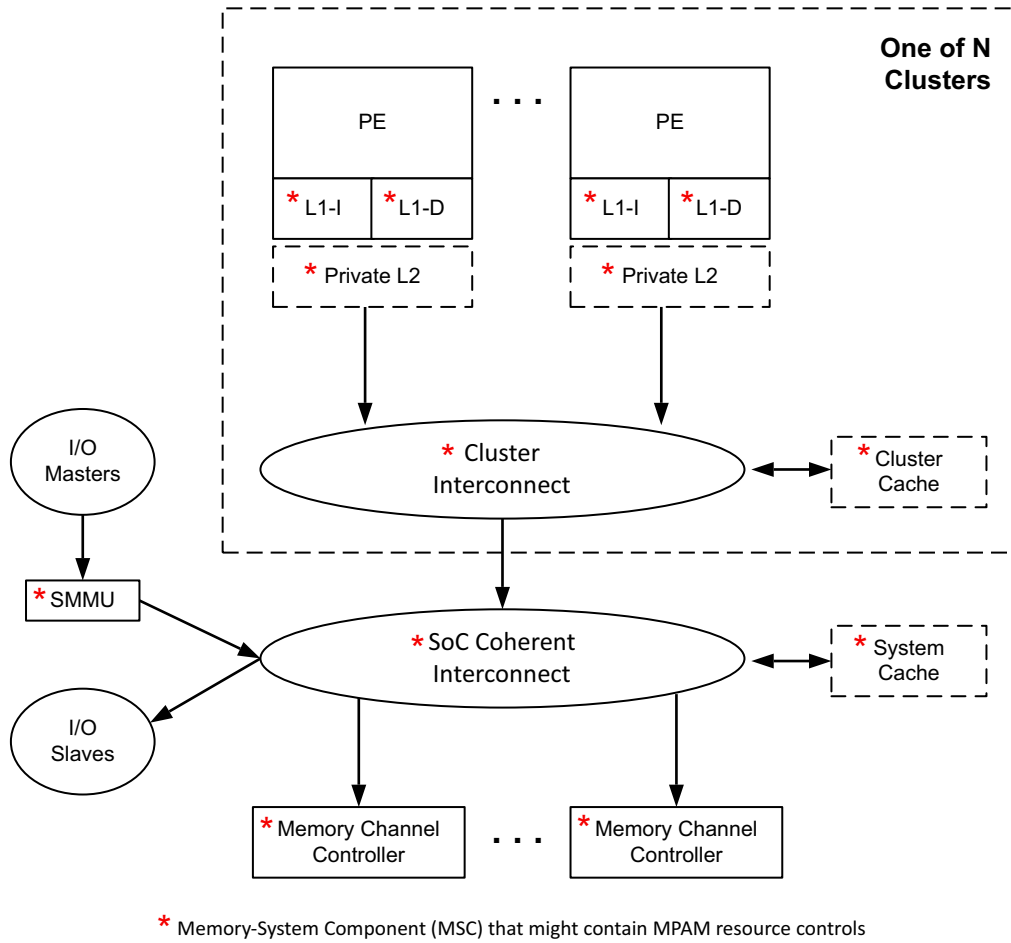 One of N
Clusters
PE
. . .
PE
* L1-I
* L1-D
* L1-I
* L1-D
* Private L2
* Private L2
I/O
Masters
* Cluster
Interconnect
* Cluster
Cache
* SMMU
* SoC Coherent
Interconnect
* System
Cache
I/O
Slaves
* Memory Channel
Controller
. . .
* Memory Channel
Controller
* Memory-System Component (MSC) that might contain MPAM resource controls